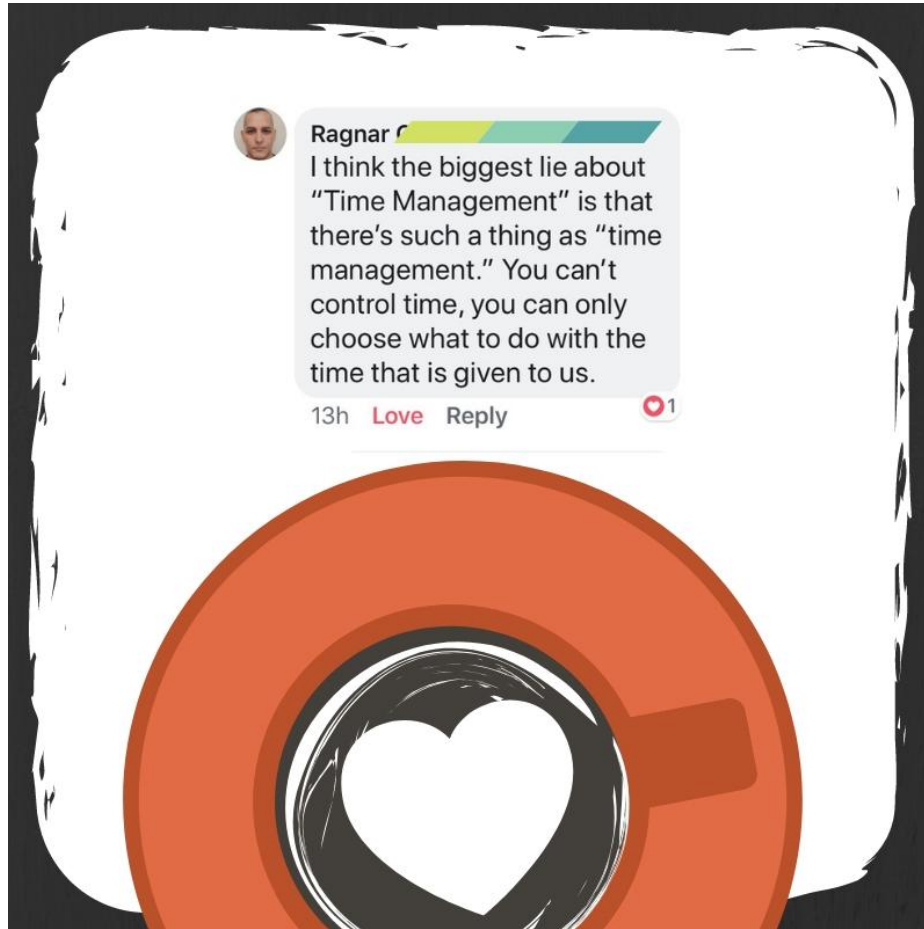 Ragnar
I think the biggest lie about
“Time Management” is that
there’s such a thing as “time
management.” You can’t
control time, you can only
choose what to do with the
time that is given to us.
13h Love Reply 1